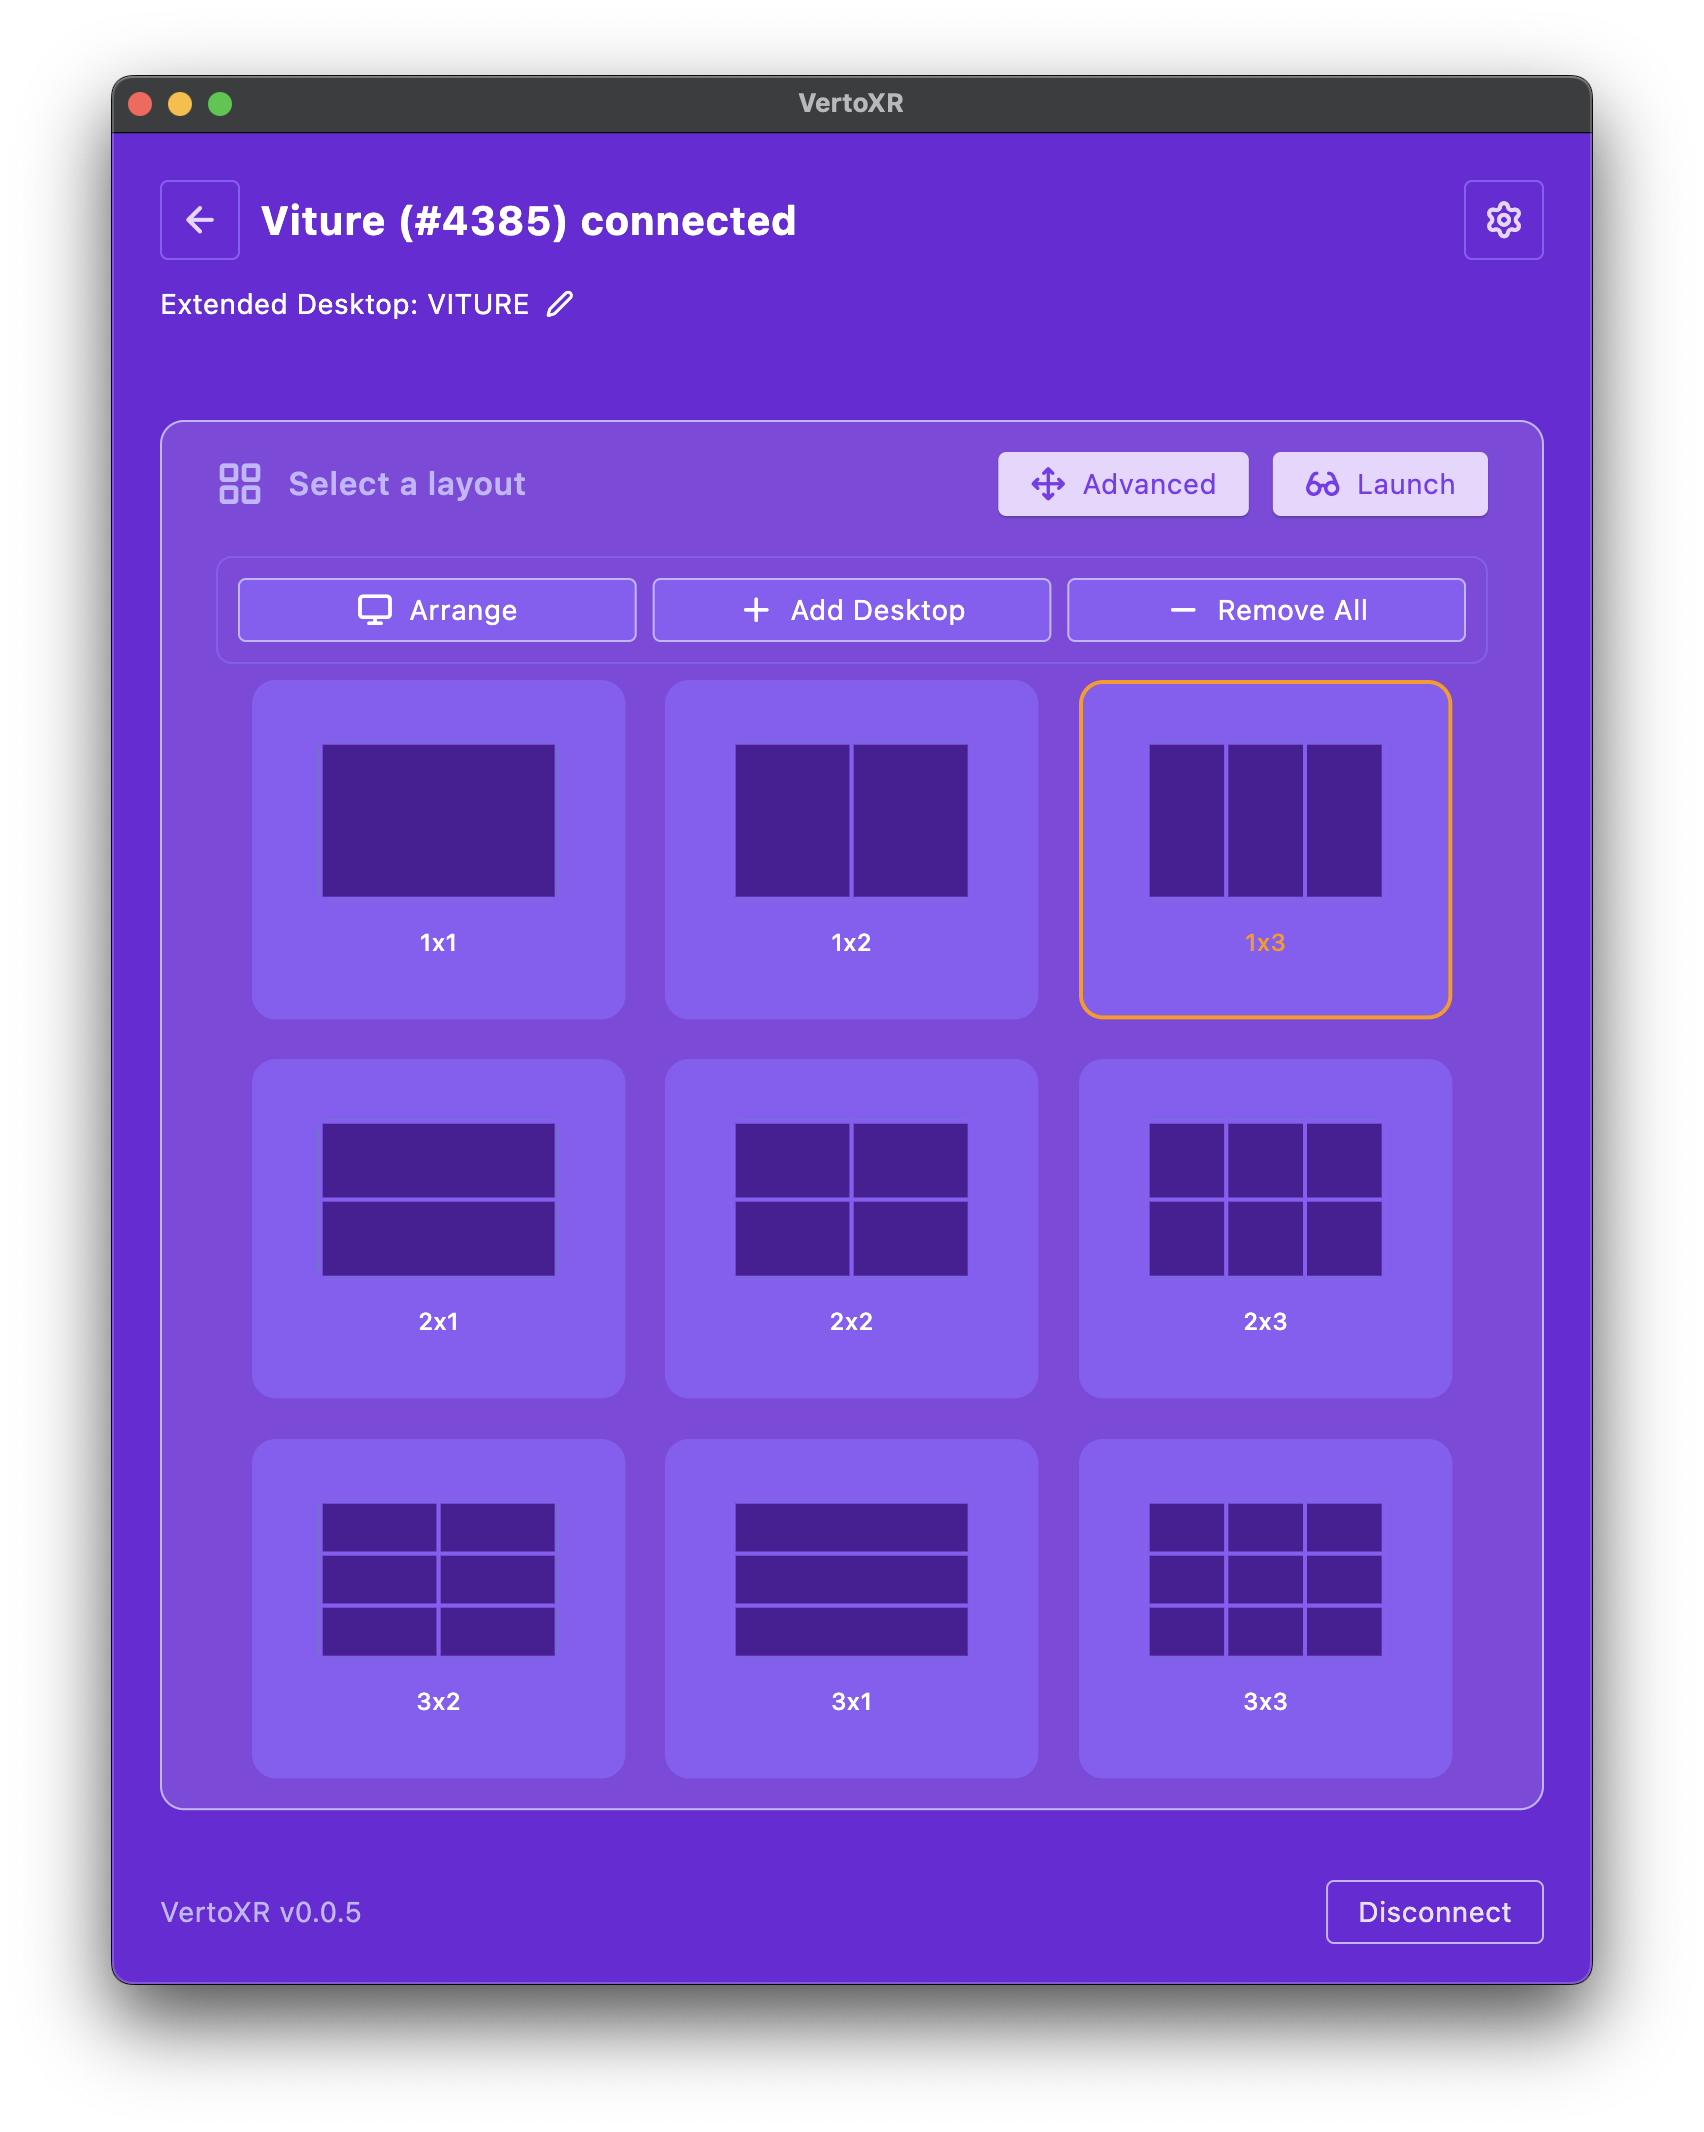 VertoXR
Viture (#4385) connected
Extended Desktop: VITURE
Select a layout
Advanced
Launch
Arrange
Add Desktop
Remove All
1x1
1x2
1x3
2x1
2x2
2x3
3x2
3x1
3x3
VertoXR v0.0.5
Disconnect